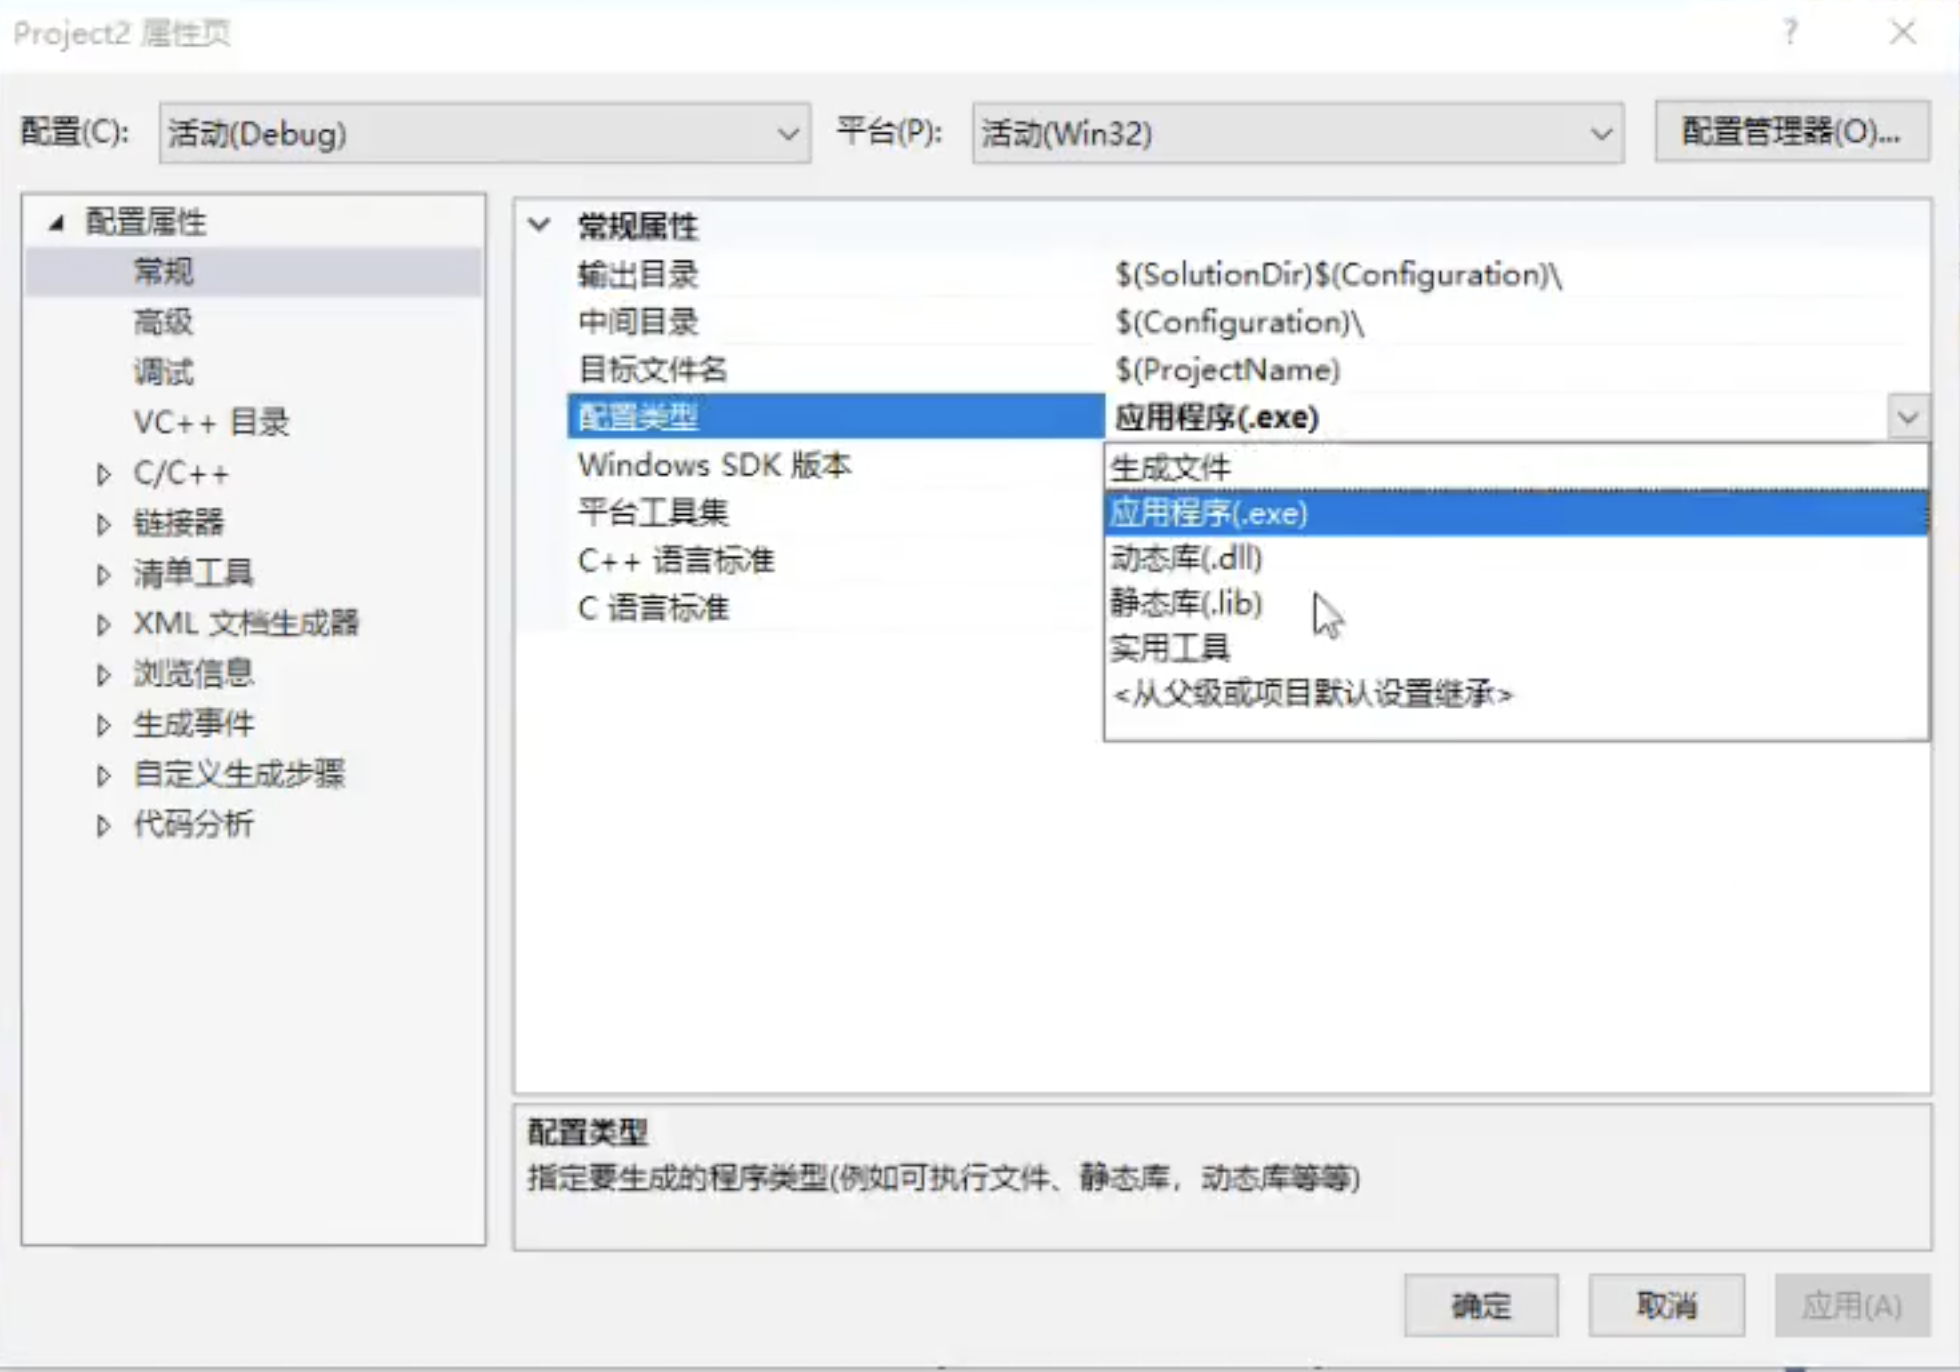 Project2 属性页
配置(C): 活动(Debug) 平台(P): 活动(Win32) 配置管理器(O)...
配置属性
常规
高级
调试
VC++ 目录
C/C++
链接器
清单工具
XML 文档生成器
浏览信息
生成事件
自定义生成步骤
代码分析
常规属性
输出目录 $(SolutionDir)$(Configuration)\
中间目录 $(Configuration)\
目标文件名 $(ProjectName)
配置类型 应用程序(.exe)
Windows SDK 版本
平台工具集
C++ 语言标准
C 语言标准
生成文件
应用程序(.exe)
动态库(.dll)
静态库(.lib)
实用工具
<从父级或项目默认设置继承>
配置类型
指定要生成的程序类型(例如可执行文件、静态库，动态库等等)
确定 取消 应用(A)